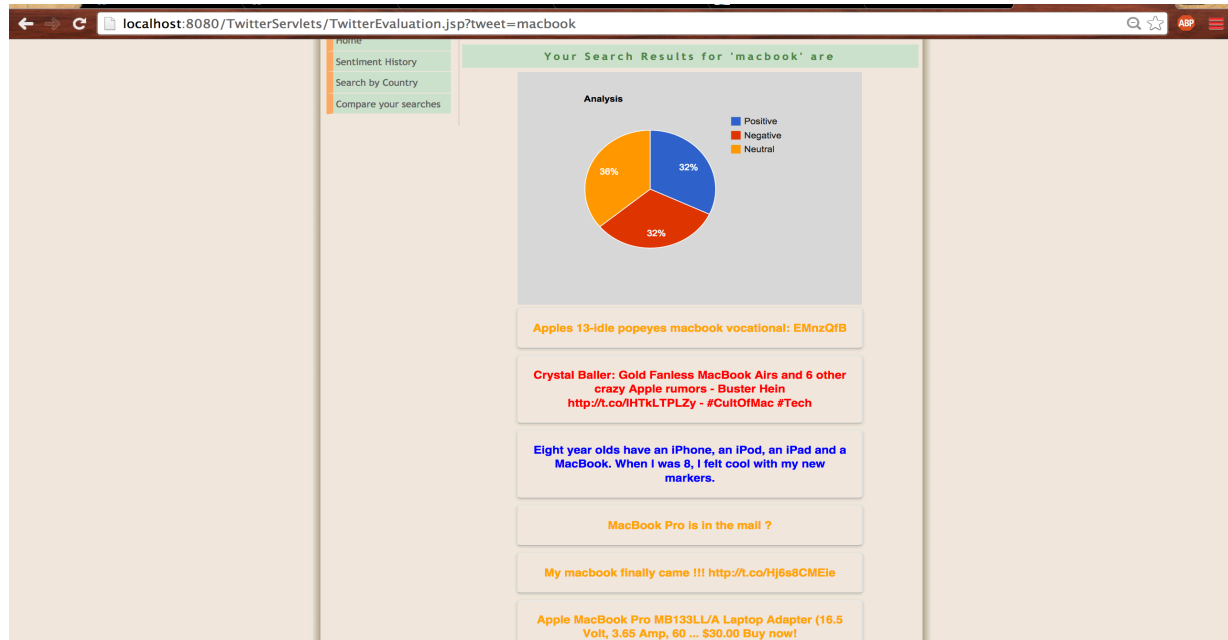 localhost:8080/TwitterServlets/TwitterEvaluation.jsp?tweet=macbook
ABP
Home
Sentiment History
Search by Country
Compare your searches
Your Search Results for 'macbook' are
Analysis
Positive
Negative
Neutral
36%
32%
32%
Apples 13-idle popeyes macbook vocational: EMnzQfB
Crystal Baller: Gold Fanless MacBook Airs and 6 other
crazy Apple rumors - Buster Hein
http://t.co/IHTkLTPLZy - #CultOfMac #Tech
Eight year olds have an iPhone, an iPod, an iPad and a
MacBook. When I was 8, I felt cool with my new
markers.
MacBook Pro is in the mail ?
My macbook finally came !!! http://t.co/Hj6s8CMEie
Apple MacBook Pro MB133LL/A Laptop Adapter (16.5
Volt, 3.65 Amp, 60 ... $30.00 Buy now!